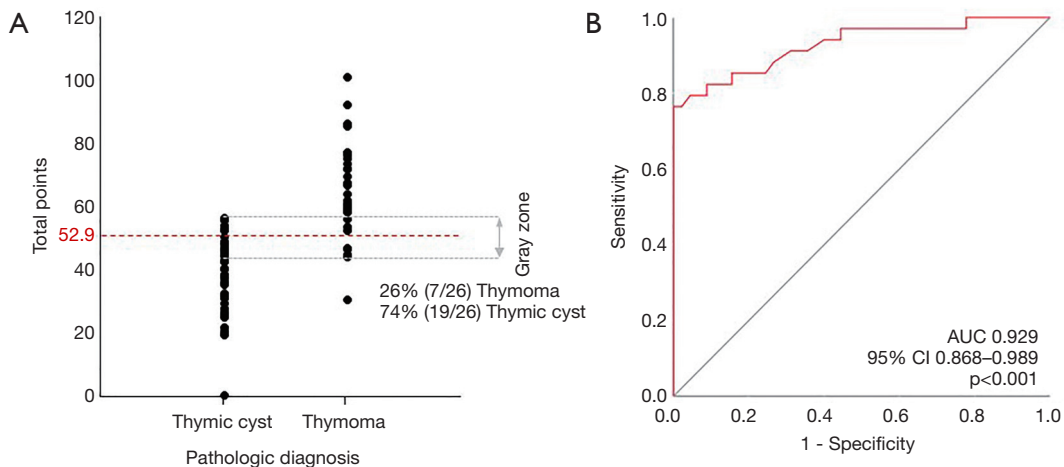 A
120
100
80
60
52.9
40
20
0
Total points
Gray zone
26% (7/26) Thymoma
74% (19/26) Thymic cyst
Thymic cyst Thymoma
Pathologic diagnosis
B
1.0
0.8
0.6
0.4
0.2
0.0
Sensitivity
AUC 0.929
95% CI 0.868–0.989
p<0.001
0.0 0.2 0.4 0.6 0.8 1.0
1 - Specificity